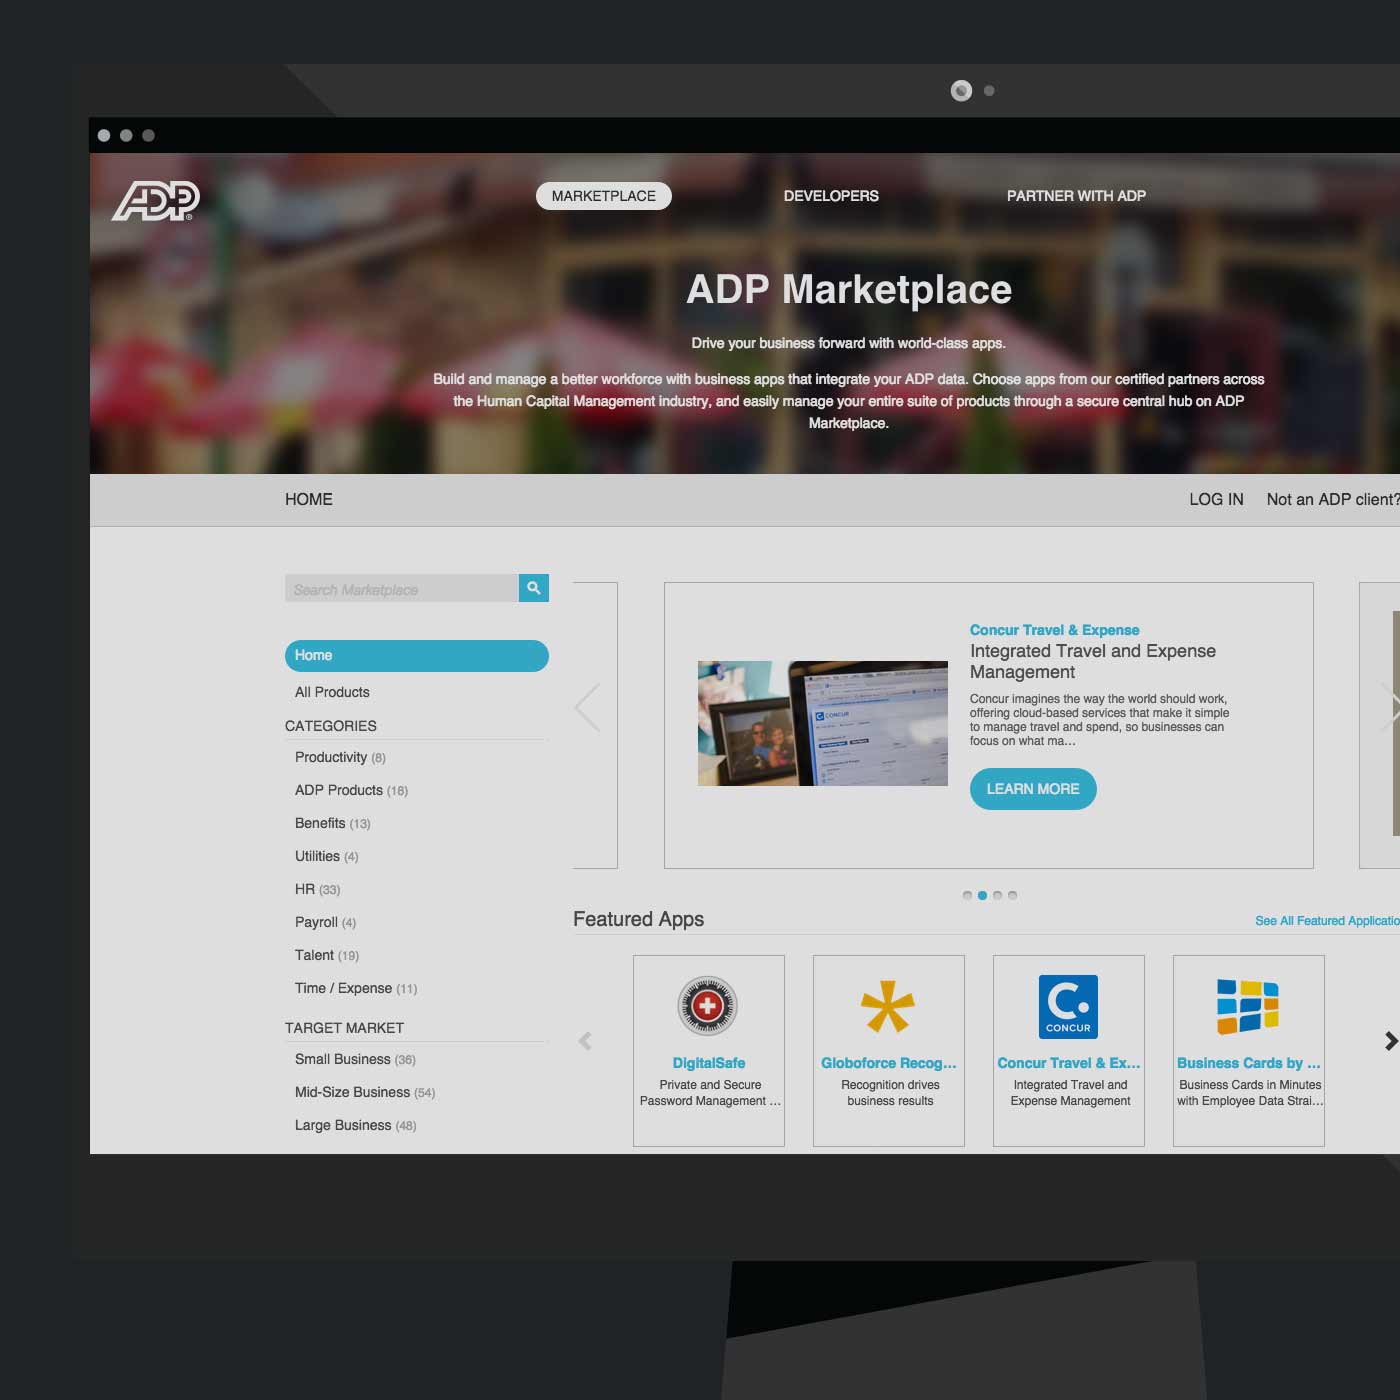 ADP
MARKETPLACE
DEVELOPERS
PARTNER WITH ADP
ADP Marketplace
Drive your business forward with world-class apps.
Build and manage a better workforce with business apps that integrate your ADP data. Choose apps from our certified partners across
the Human Capital Management industry, and easily manage your entire suite of products through a secure central hub on ADP
Marketplace.
HOME
LOG IN
Not an ADP client?
Search Marketplace
Home
All Products
CATEGORIES
Productivity (8)
ADP Products (18)
Benefits (13)
Utilities (4)
HR (33)
Payroll (4)
Talent (19)
Time / Expense (11)
TARGET MARKET
Small Business (36)
Mid-Size Business (54)
Large Business (48)
CONCUR
Concur Travel & Expense
Integrated Travel and Expense
Management
Concur imagines the way the world should work,
offering cloud-based services that make it simple
to manage travel and spend, so businesses can
focus on what ma...
LEARN MORE
Featured Apps
See All Featured Applicatio
DigitalSafe
Private and Secure
Password Management ...
Globoforce Recog...
Recognition drives
business results
CONCUR
Concur Travel & Ex...
Integrated Travel and
Expense Management
Business Cards by ...
Business Cards in Minutes
with Employee Data Strai...